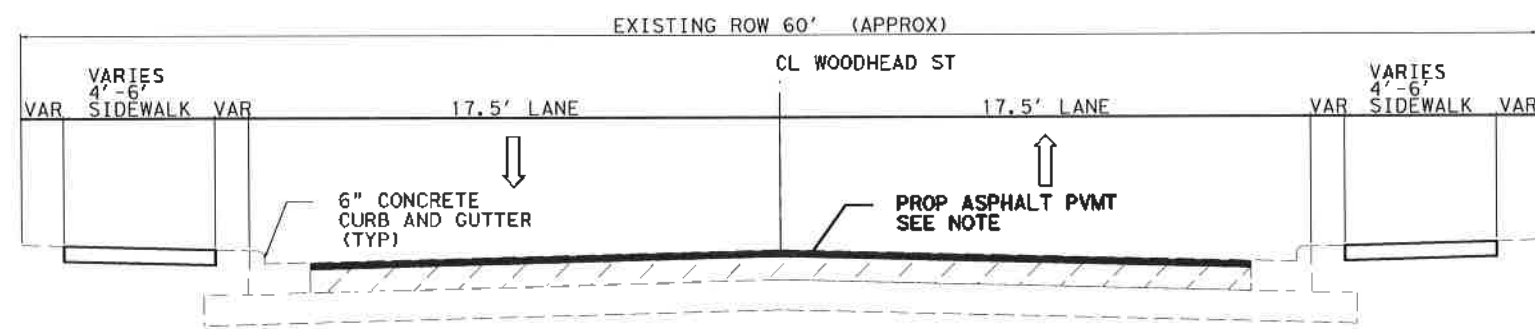 EXISTING ROW 60' (APPROX)
CL WOODHEAD ST
VARIES
4'-6'
SIDEWALK
VAR
VAR
17.5' LANE
17.5' LANE
VAR
VARIES
4'-6'
SIDEWALK
VAR
6" CONCRETE
CURB AND GUTTER
(TYP)
PROP ASPHALT PVMT
SEE NOTE